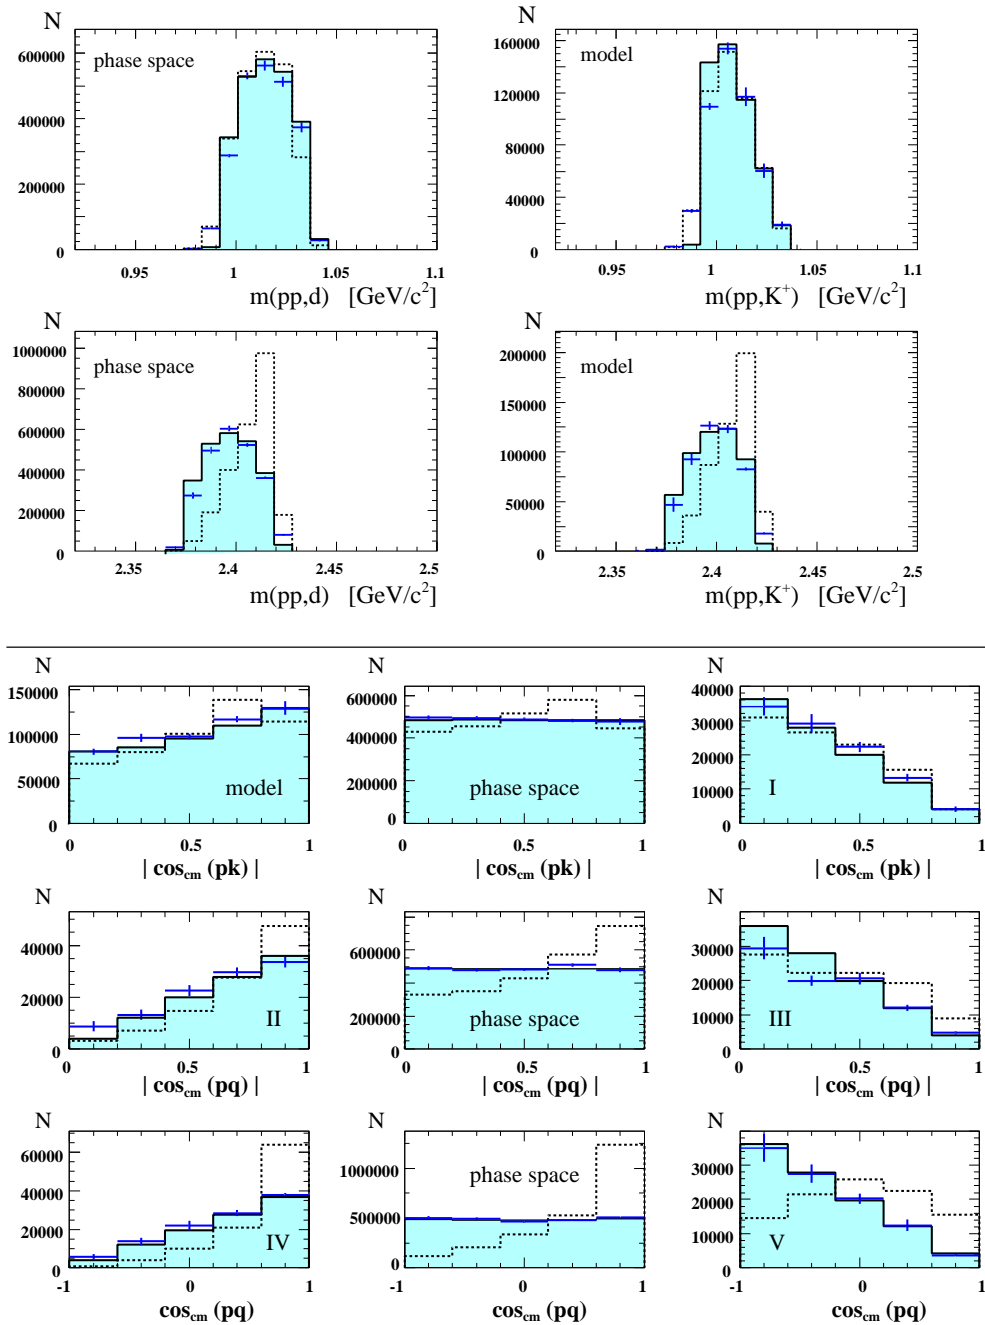 N N
600000 phase space 160000 model
400000 120000
80000
200000 40000
0 0
0.95 1 1.05 1.1 0.95 1 1.05 1.1
m(pp,d) [GeV/c²] m(pp,K⁺) [GeV/c²]
N N
1000000 phase space 200000 model
800000 150000
600000 100000
400000 50000
200000
0 0
2.35 2.4 2.45 2.5 2.35 2.4 2.45 2.5
m(pp,d) [GeV/c²] m(pp,K⁺) [GeV/c²]
N N N
150000 600000 40000
100000 400000 30000
50000 model 200000 phase space 20000 I
10000
0 0 0
0 0.5 1 0 0.5 1 0 0.5 1
| cos_cm (pk) | | cos_cm (pk) | | cos_cm (pk) |
N N N
40000 600000 30000
20000 II 400000 20000 III
200000 phase space 10000
0 0 0
0 0.5 1 0 0.5 1 0 0.5 1
| cos_cm (pq) | | cos_cm (pq) | | cos_cm (pq) |
N N N
60000 1000000 phase space 30000
40000 500000 20000
20000 IV 10000 V
0 0 0
-1 0 1 -1 0 1 -1 0 1
cos_cm (pq) cos_cm (pq) cos_cm (pq)